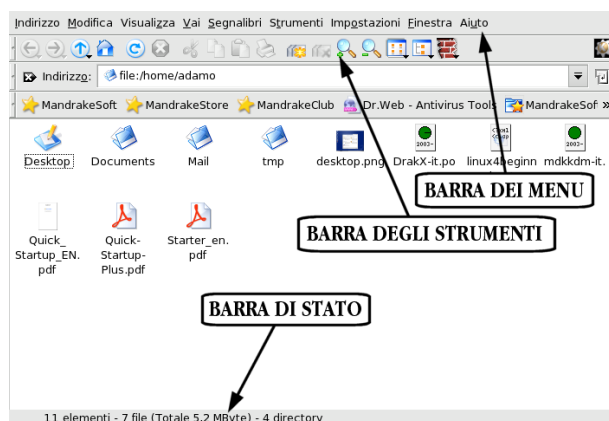 Indirizzo Modifica Visualizza Vai Segnalibri Strumenti Impostazioni Finestra Aiuto
Indirizzo: file:/home/adamo
MandrakeSoft MandrakeStore MandrakeClub Dr.Web - Antivirus Tools MandrakeSof »
Desktop Documents Mail tmp desktop.png DrakX-it.po linux4beginn mdkkdm-it.
BARRA DEI MENU
BARRA DEGLI STRUMENTI
Quick_
Startup_EN.
pdf
Quick-
Startup-
Plus.pdf
Starter_en.
pdf
BARRA DI STATO
11 elementi - 7 file (Totale 5,2 MByte) - 4 directory